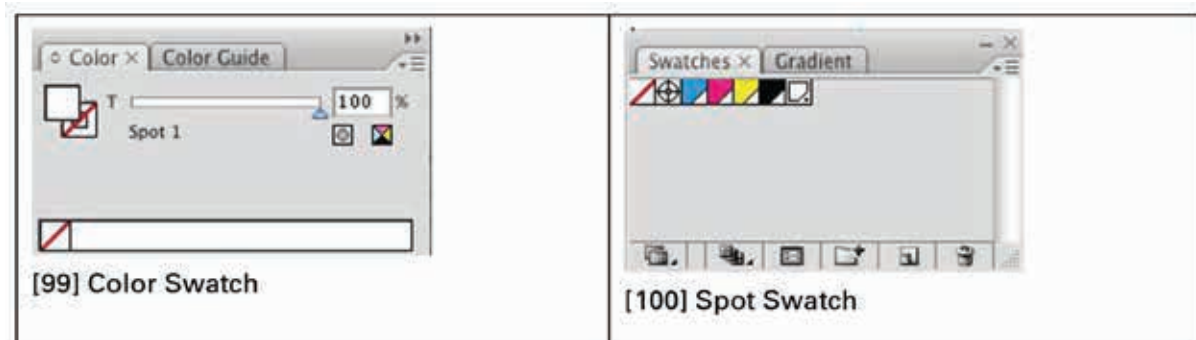 Color × Color Guide
T 100 %
Spot 1
[99] Color Swatch
Swatches × Gradient
[100] Spot Swatch